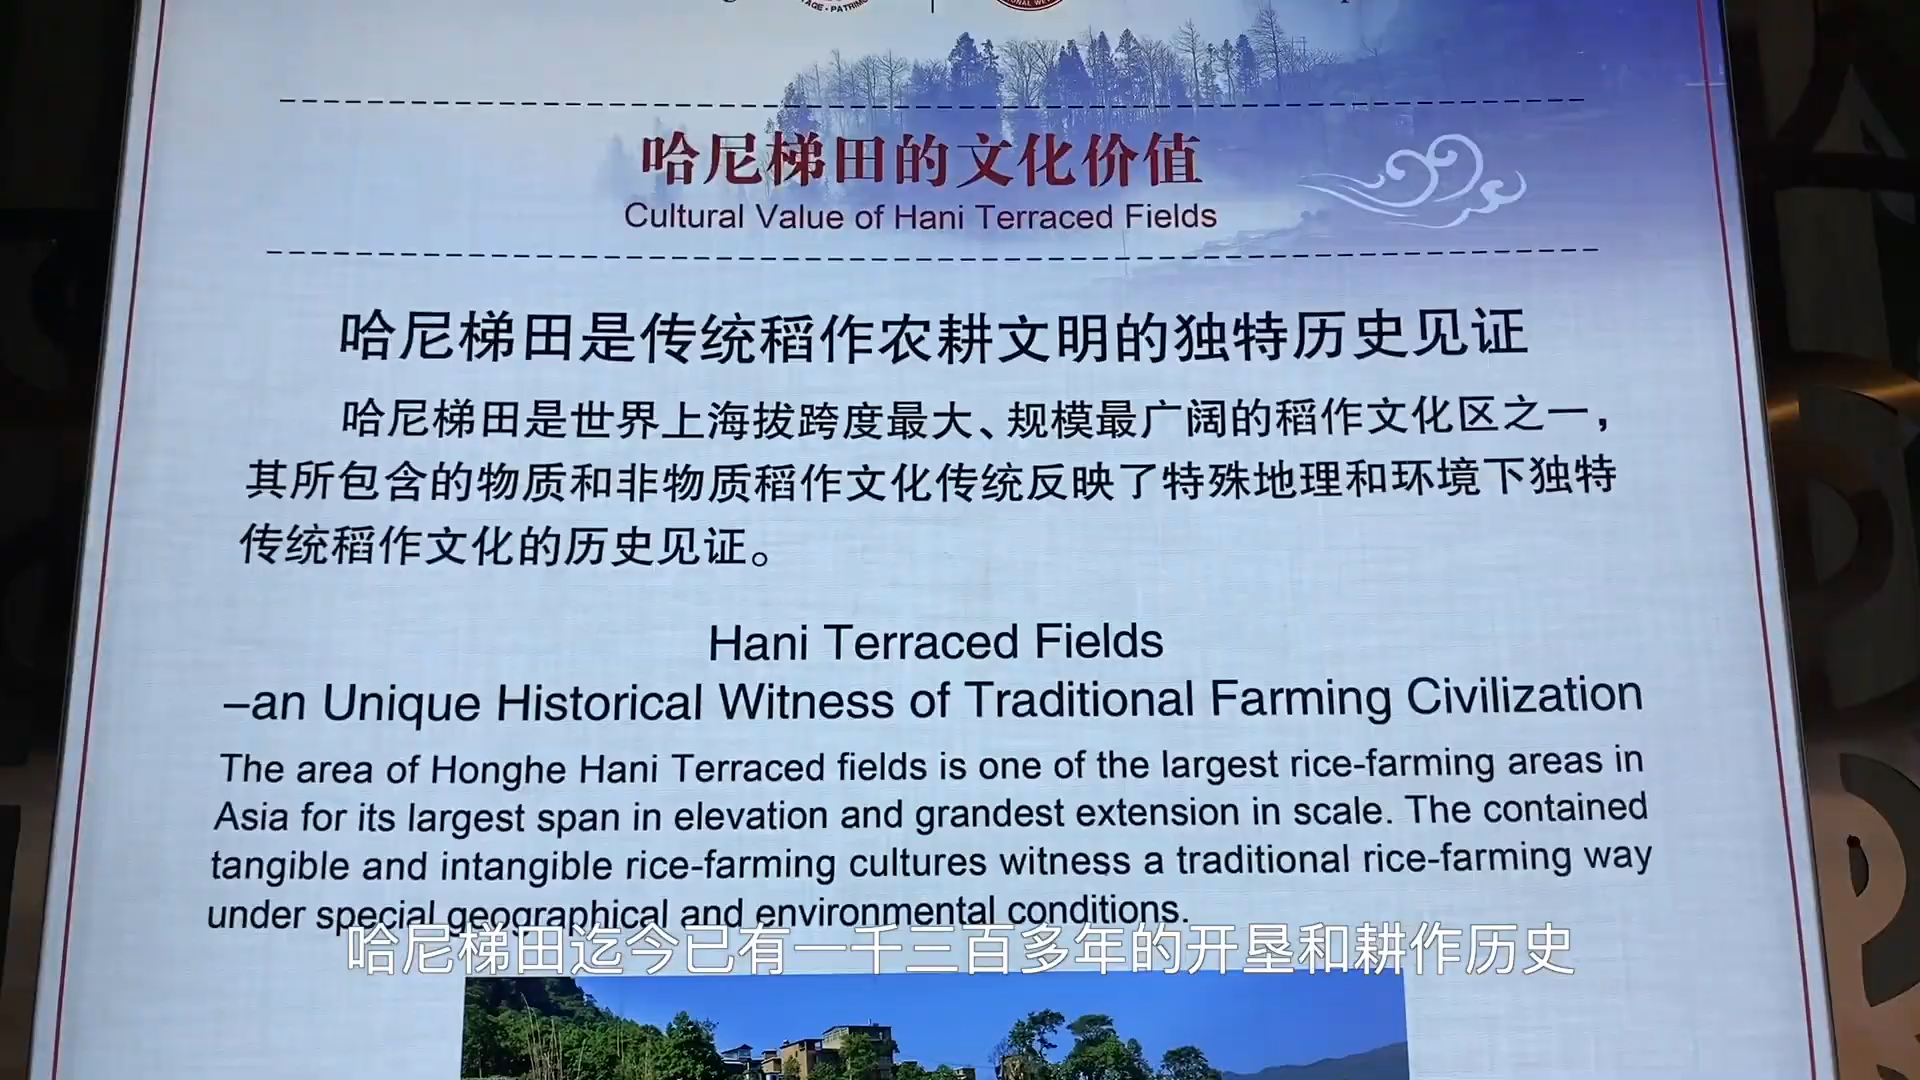 哈尼梯田的文化价值
Cultural Value of Hani Terraced Fields
哈尼梯田是传统稻作农耕文明的独特历史见证
哈尼梯田是世界上海拔跨度最大、规模最广阔的稻作文化区之一，
其所包含的物质和非物质稻作文化传统反映了特殊地理和环境下独特
传统稻作文化的历史见证。
Hani Terraced Fields
–an Unique Historical Witness of Traditional Farming Civilization
The area of Honghe Hani Terraced fields is one of the largest rice-farming areas in
Asia for its largest span in elevation and grandest extension in scale. The contained
tangible and intangible rice-farming cultures witness a traditional rice-farming way
under special geographical and environmental conditions.
哈尼梯田迄今已有一千三百多年的开垦和耕作历史